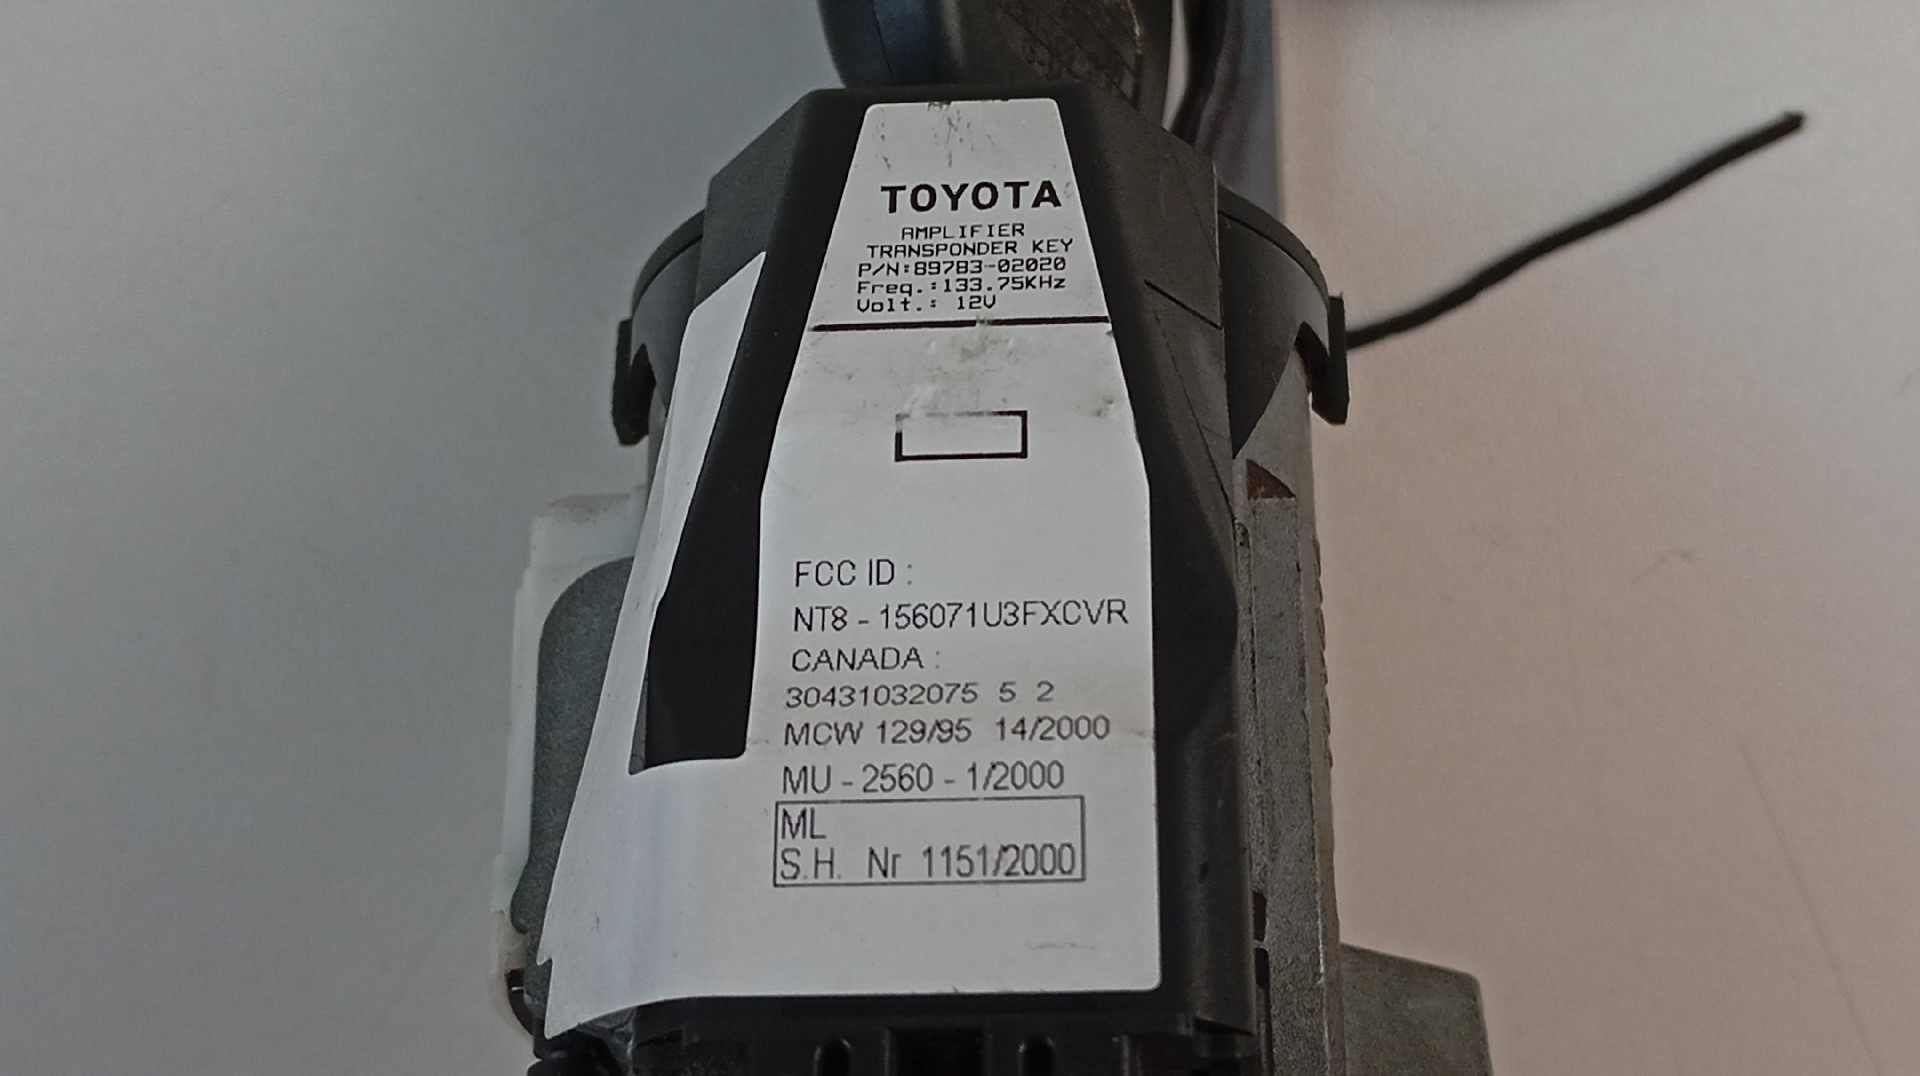 TOYOTA
AMPLIFIER
TRANSPONDER KEY
P/N:89783-02020
Freq.:133.75KHz
Volt.: 12V
FCC ID :
NT8 - 156071U3FXCVR
CANADA :
30431032075 5 2
MCW 129/95 14/2000
MU - 2560 - 1/2000
ML
S.H. Nr 1151/2000